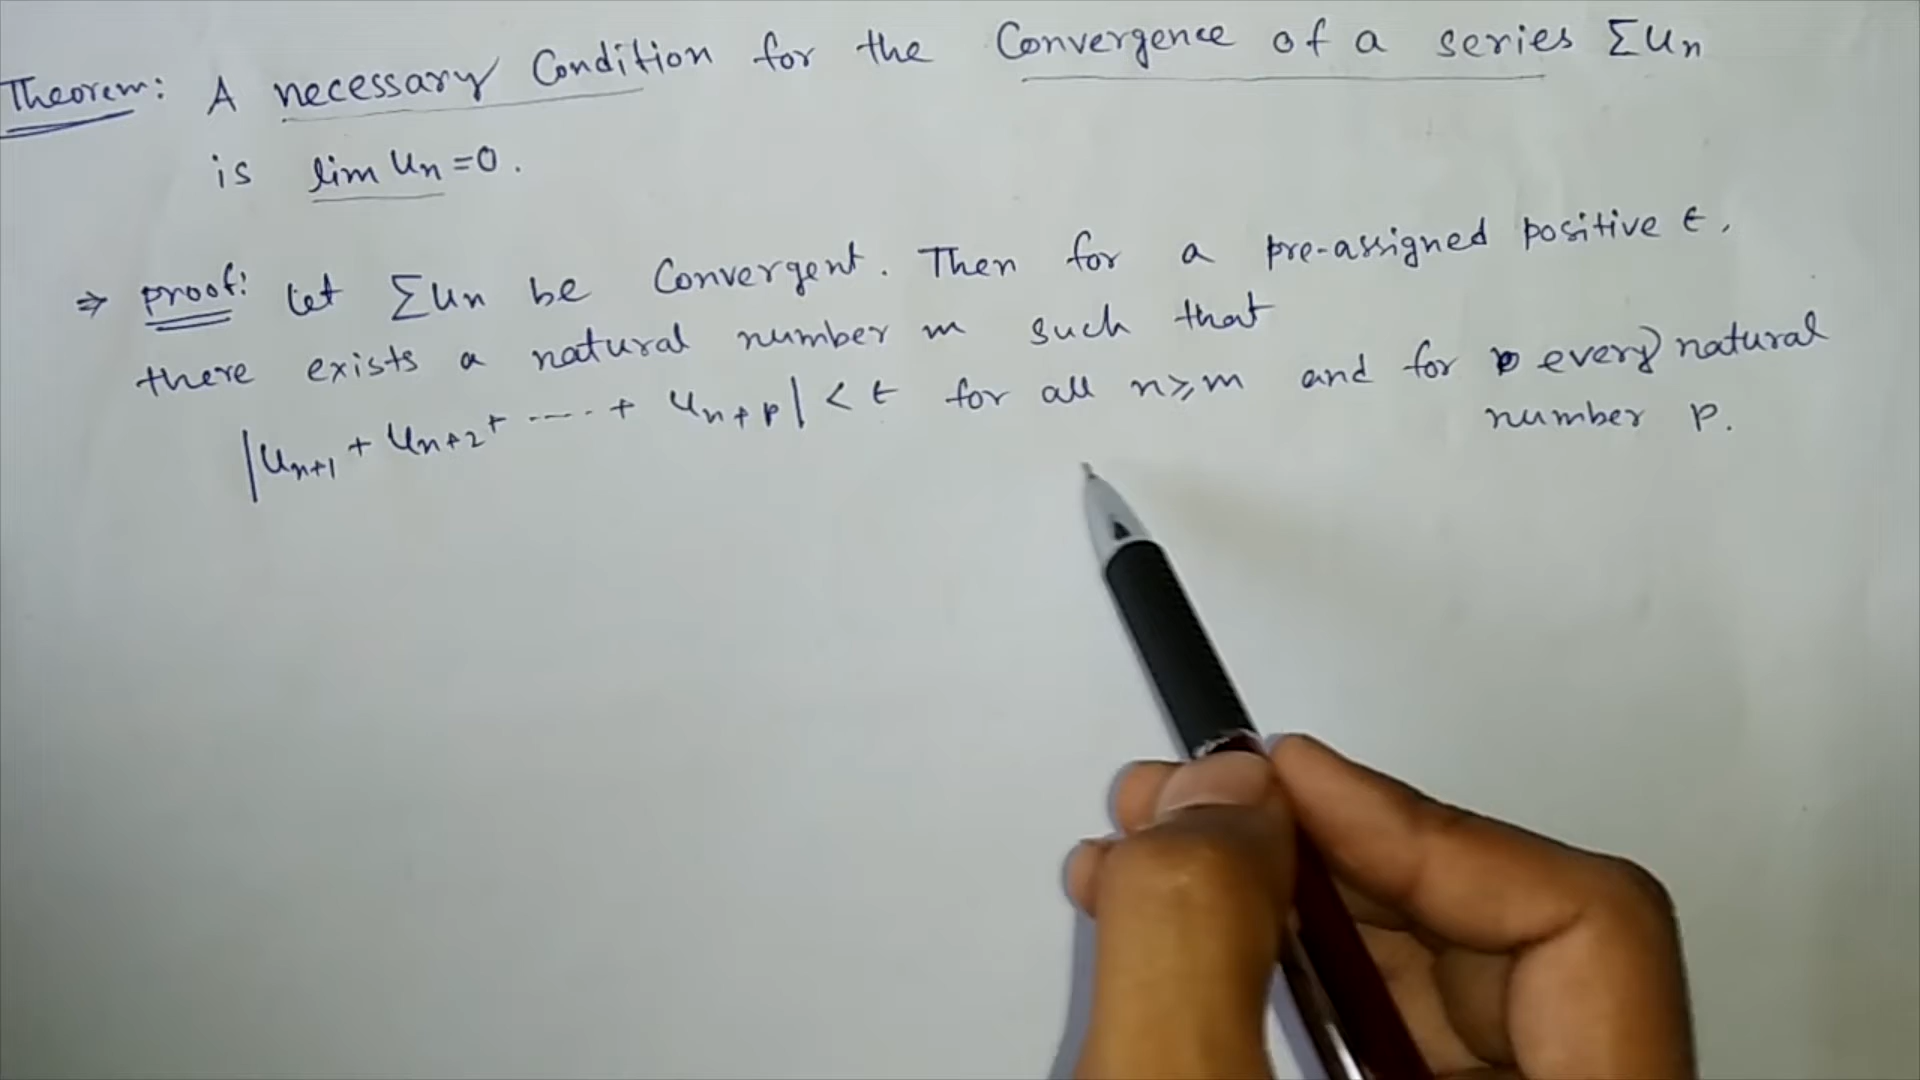 Theorem: A necessary Condition for the Convergence of a series Σun
is lim un = 0.
⇒ proof: Let Σun be Convergent. Then for a pre-assigned positive ε,
there exists a natural number m such that
|un+1 + un+2 + ----- + un+p| < ε for all n ≥ m and for every natural
number p.